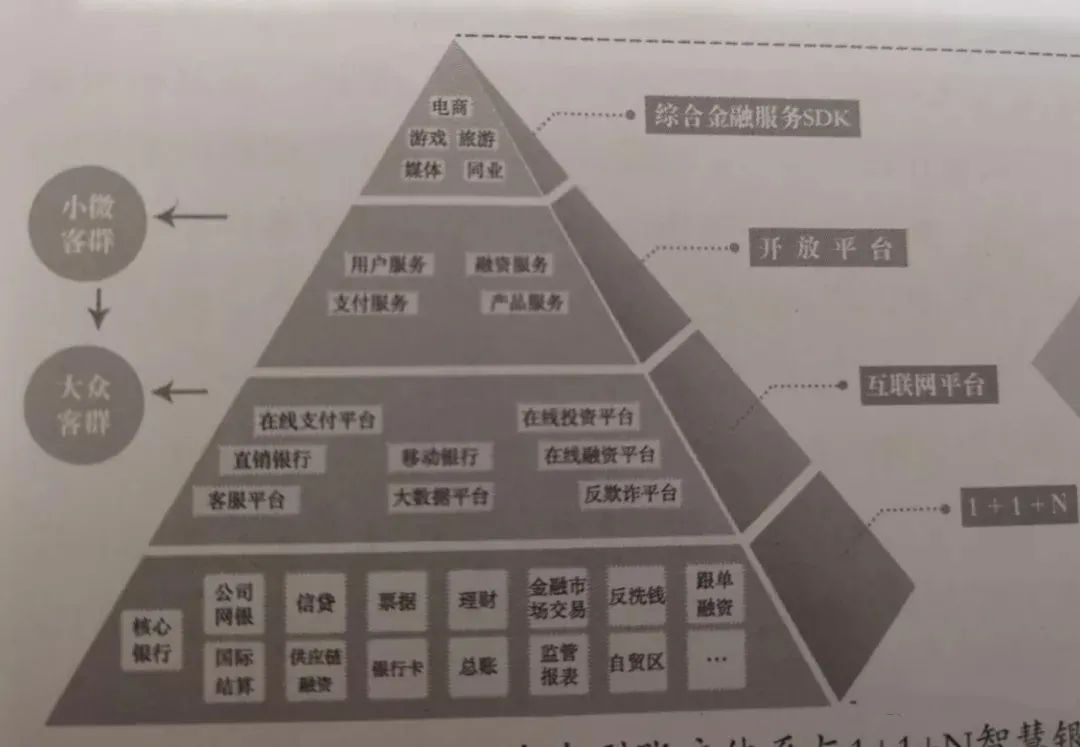 电商
游戏 旅游
媒体 同业
综合金融服务SDK
小微
客群
用户服务 融资服务
支付服务 产品服务
开放平台
大众
客群
在线支付平台 在线投资平台
直销银行 移动银行 在线融资平台
客服平台 大数据平台 反欺诈平台
互联网平台
1+1+N
核心
银行
公司
网银
信贷
票据
理财
金融市
场交易
反洗钱
跟单
融资
国际
结算
供应链
融资
银行卡
总账
监管
报表
自贸区
…
1+1+N智慧银